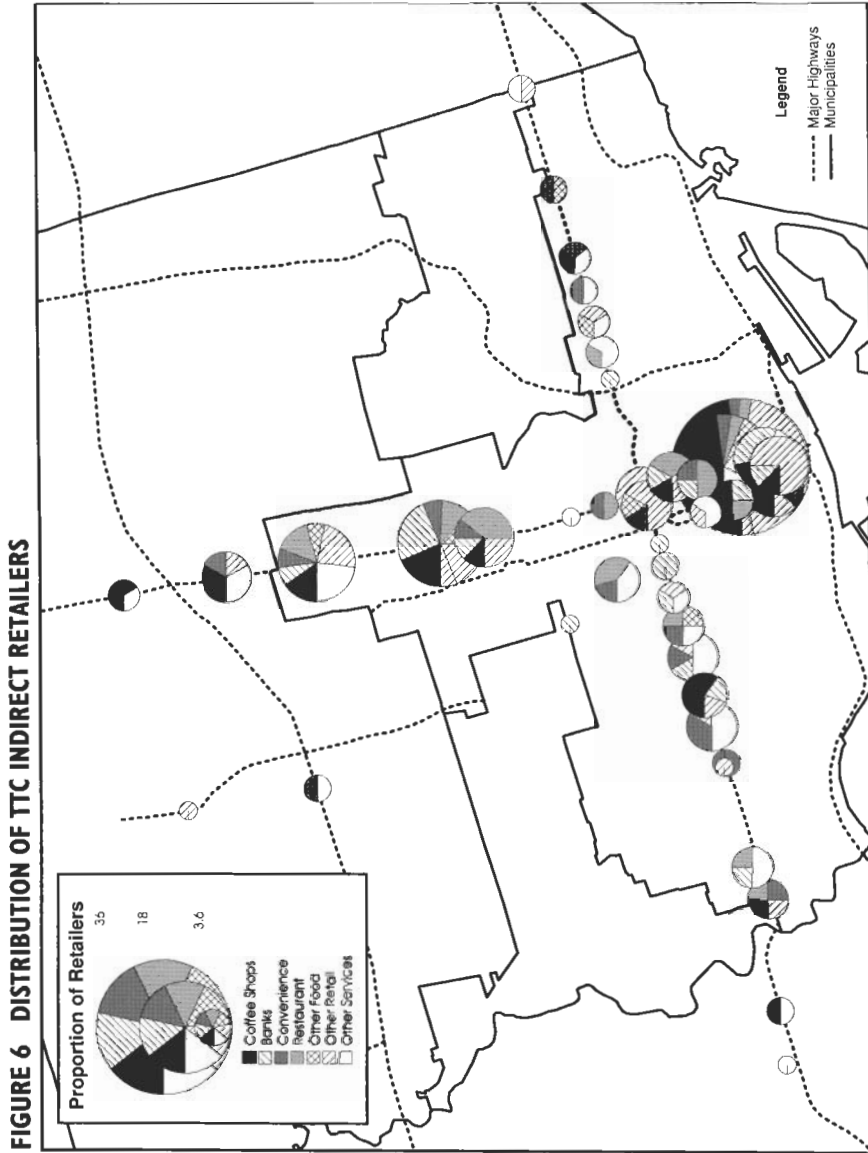 FIGURE 6 DISTRIBUTION OF TTC INDIRECT RETAILERS
Proportion of Retailers
35
18
3.6
Coffee Shops
Banks
Convenience
Restaurant
Other Food
Other Retail
Other Services
Legend
Major Highways
Municipalities